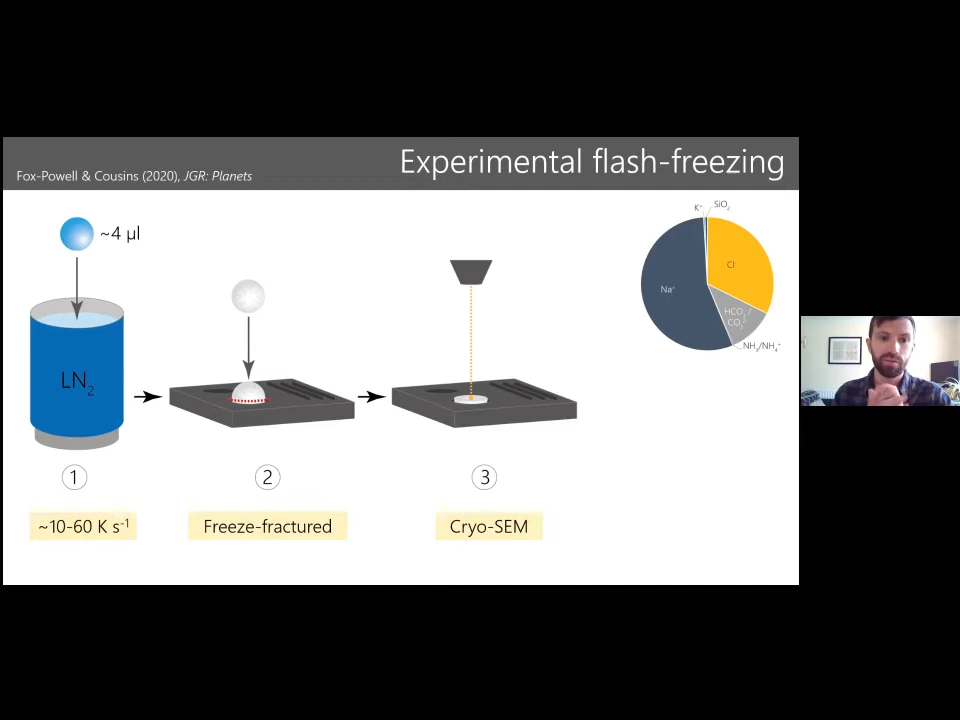 Experimental flash-freezing
Fox-Powell & Cousins (2020), JGR: Planets
~4 µl
LN₂
1
~10-60 K s⁻¹
2
Freeze-fractured
3
Cryo-SEM
K⁺
SiO₂
Cl
Na⁺
HCO₃⁻/
CO₃²⁻
NH₃/NH₄⁺